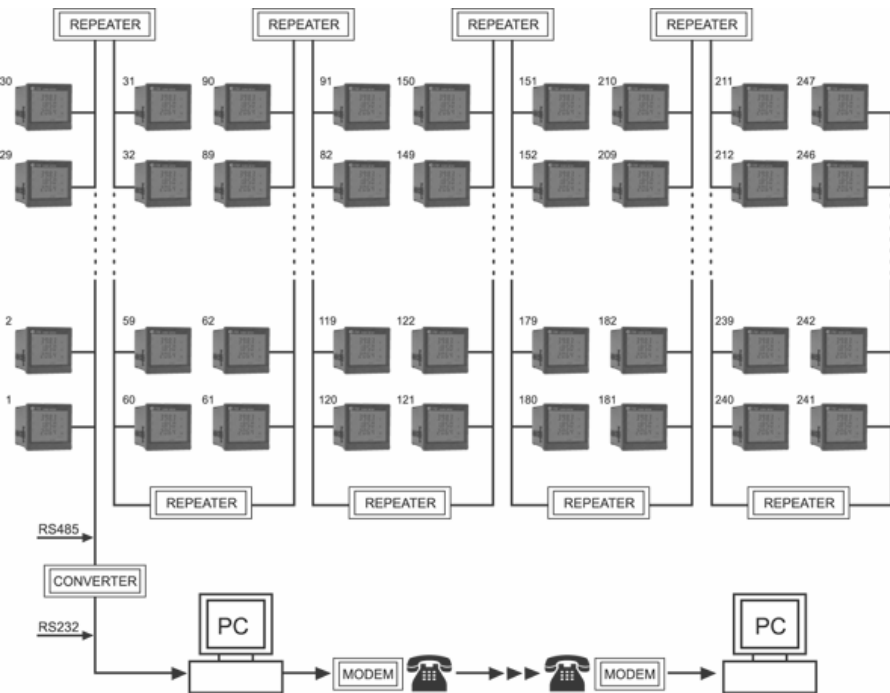 REPEATER REPEATER REPEATER REPEATER
30 31 90 91 150 151 210 211 247
29 32 89 82 149 152 209 212 246
2 59 62 119 122 179 182 239 242
1 60 61 120 121 180 181 240 241
REPEATER REPEATER REPEATER REPEATER
RS485
CONVERTER
RS232
PC PC
MODEM MODEM